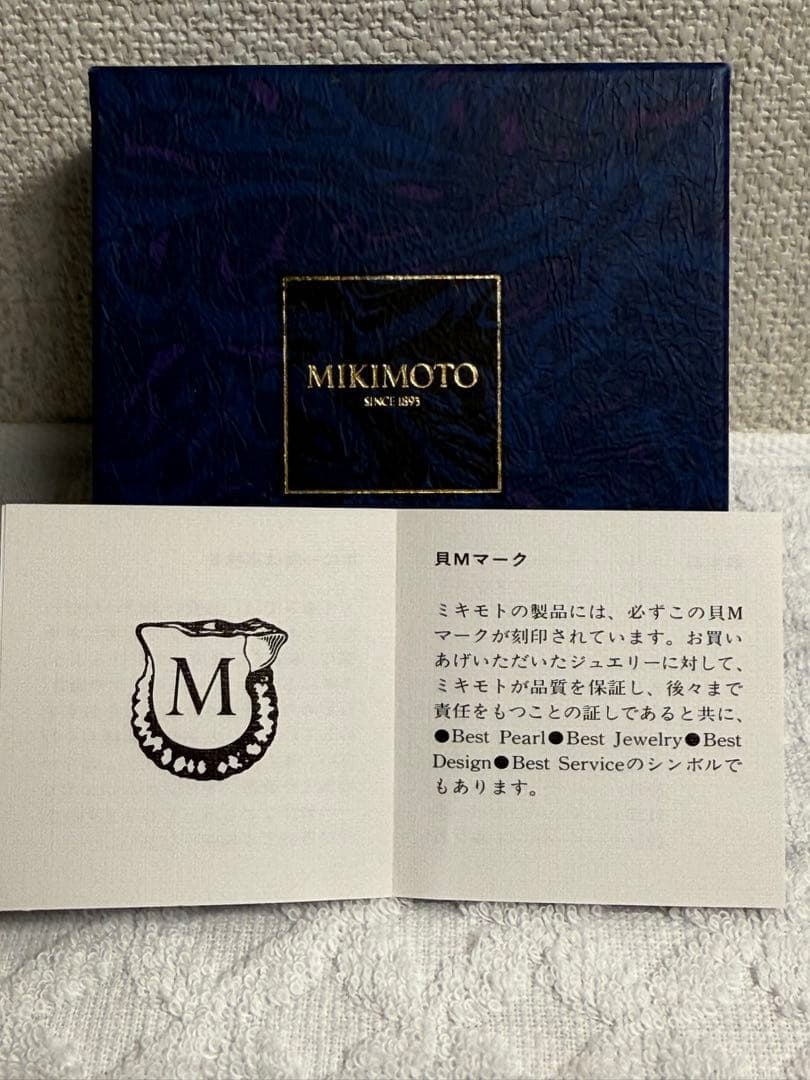 MIKIMOTO
SINCE 1893
M
貝Mマーク
ミキモトの製品には、必ずこの貝M
マークが刻印されています。お買い
あげいただいたジュエリーに対して、
ミキモトが品質を保証し、後々まで
責任をもつことの証しであると共に、
●Best Pearl●Best Jewelry●Best
Design●Best Serviceのシンボルで
もあります。